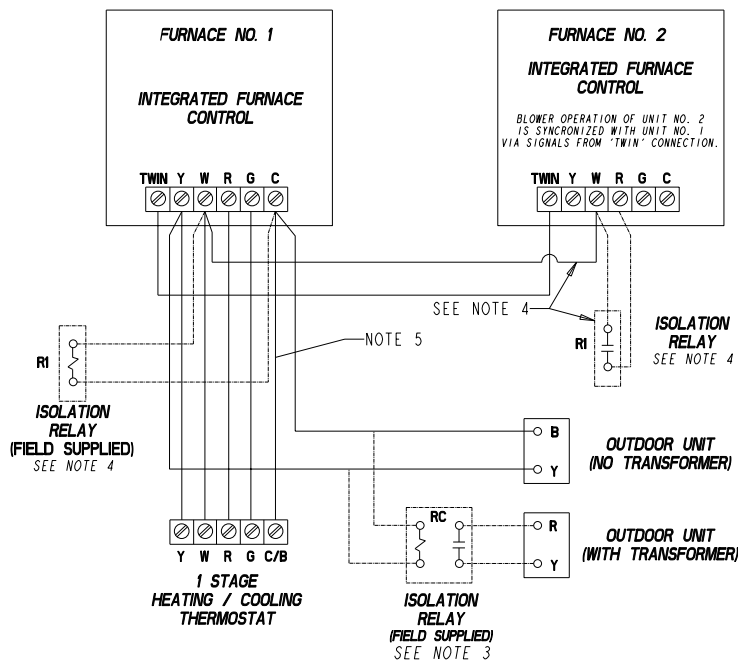 FURNACE NO. 1
INTEGRATED FURNACE
CONTROL
TWIN Y W R G C
FURNACE NO. 2
INTEGRATED FURNACE
CONTROL
BLOWER OPERATION OF UNIT NO. 2
IS SYNCRONIZED WITH UNIT NO. 1
VIA SIGNALS FROM 'TWIN' CONNECTION.
TWIN Y W R G C
SEE NOTE 4
NOTE 5
R1
ISOLATION
RELAY
(FIELD SUPPLIED)
SEE NOTE 4
R1
ISOLATION
RELAY
SEE NOTE 4
B
Y
OUTDOOR UNIT
(NO TRANSFORMER)
RC
R
Y
OUTDOOR UNIT
(WITH TRANSFORMER)
ISOLATION
RELAY
(FIELD SUPPLIED)
SEE NOTE 3
Y W R G C/B
1 STAGE
HEATING / COOLING
THERMOSTAT